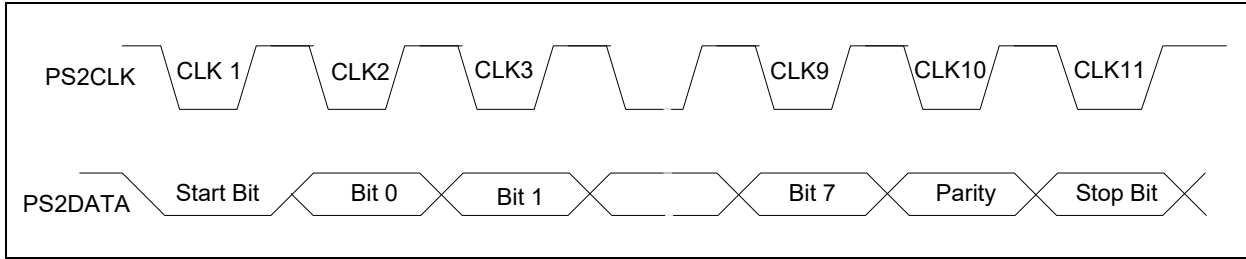 PS2CLK CLK 1 CLK2 CLK3 CLK9 CLK10 CLK11
PS2DATA Start Bit Bit 0 Bit 1 Bit 7 Parity Stop Bit